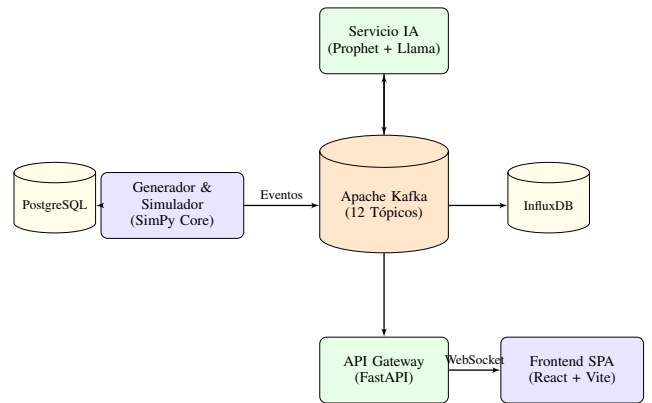 Servicio IA
(Prophet + Llama)
PostgreSQL
Generador &
Simulador
(SimPy Core)
Eventos
Apache Kafka
(12 Tópicos)
InfluxDB
API Gateway
(FastAPI)
WebSocket
Frontend SPA
(React + Vite)